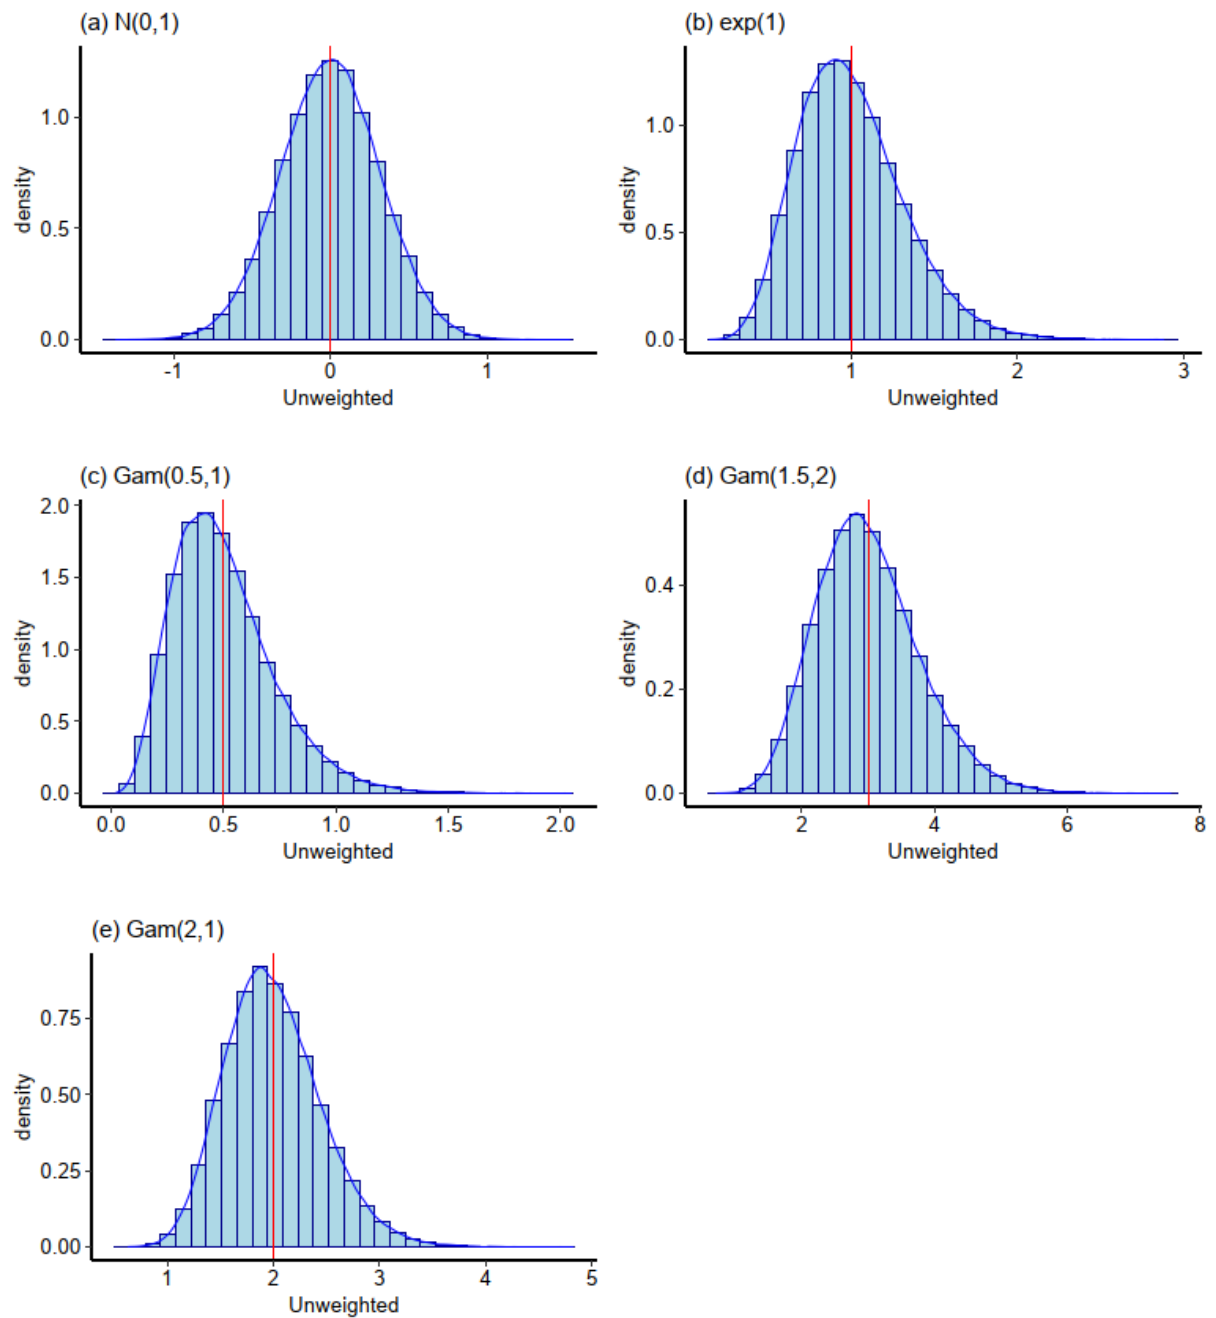 (a) N(0,1)
density
1.0
0.5
0.0
-1 0 1
Unweighted
(b) exp(1)
density
1.0
0.5
0.0
1 2 3
Unweighted
(c) Gam(0.5,1)
density
2.0
1.5
1.0
0.5
0.0
0.0 0.5 1.0 1.5 2.0
Unweighted
(d) Gam(1.5,2)
density
0.4
0.2
0.0
2 4 6 8
Unweighted
(e) Gam(2,1)
density
0.75
0.50
0.25
0.00
1 2 3 4 5
Unweighted